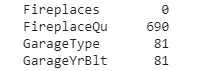 Fireplaces 0
FireplaceQu 690
GarageType 81
GarageYrBlt 81